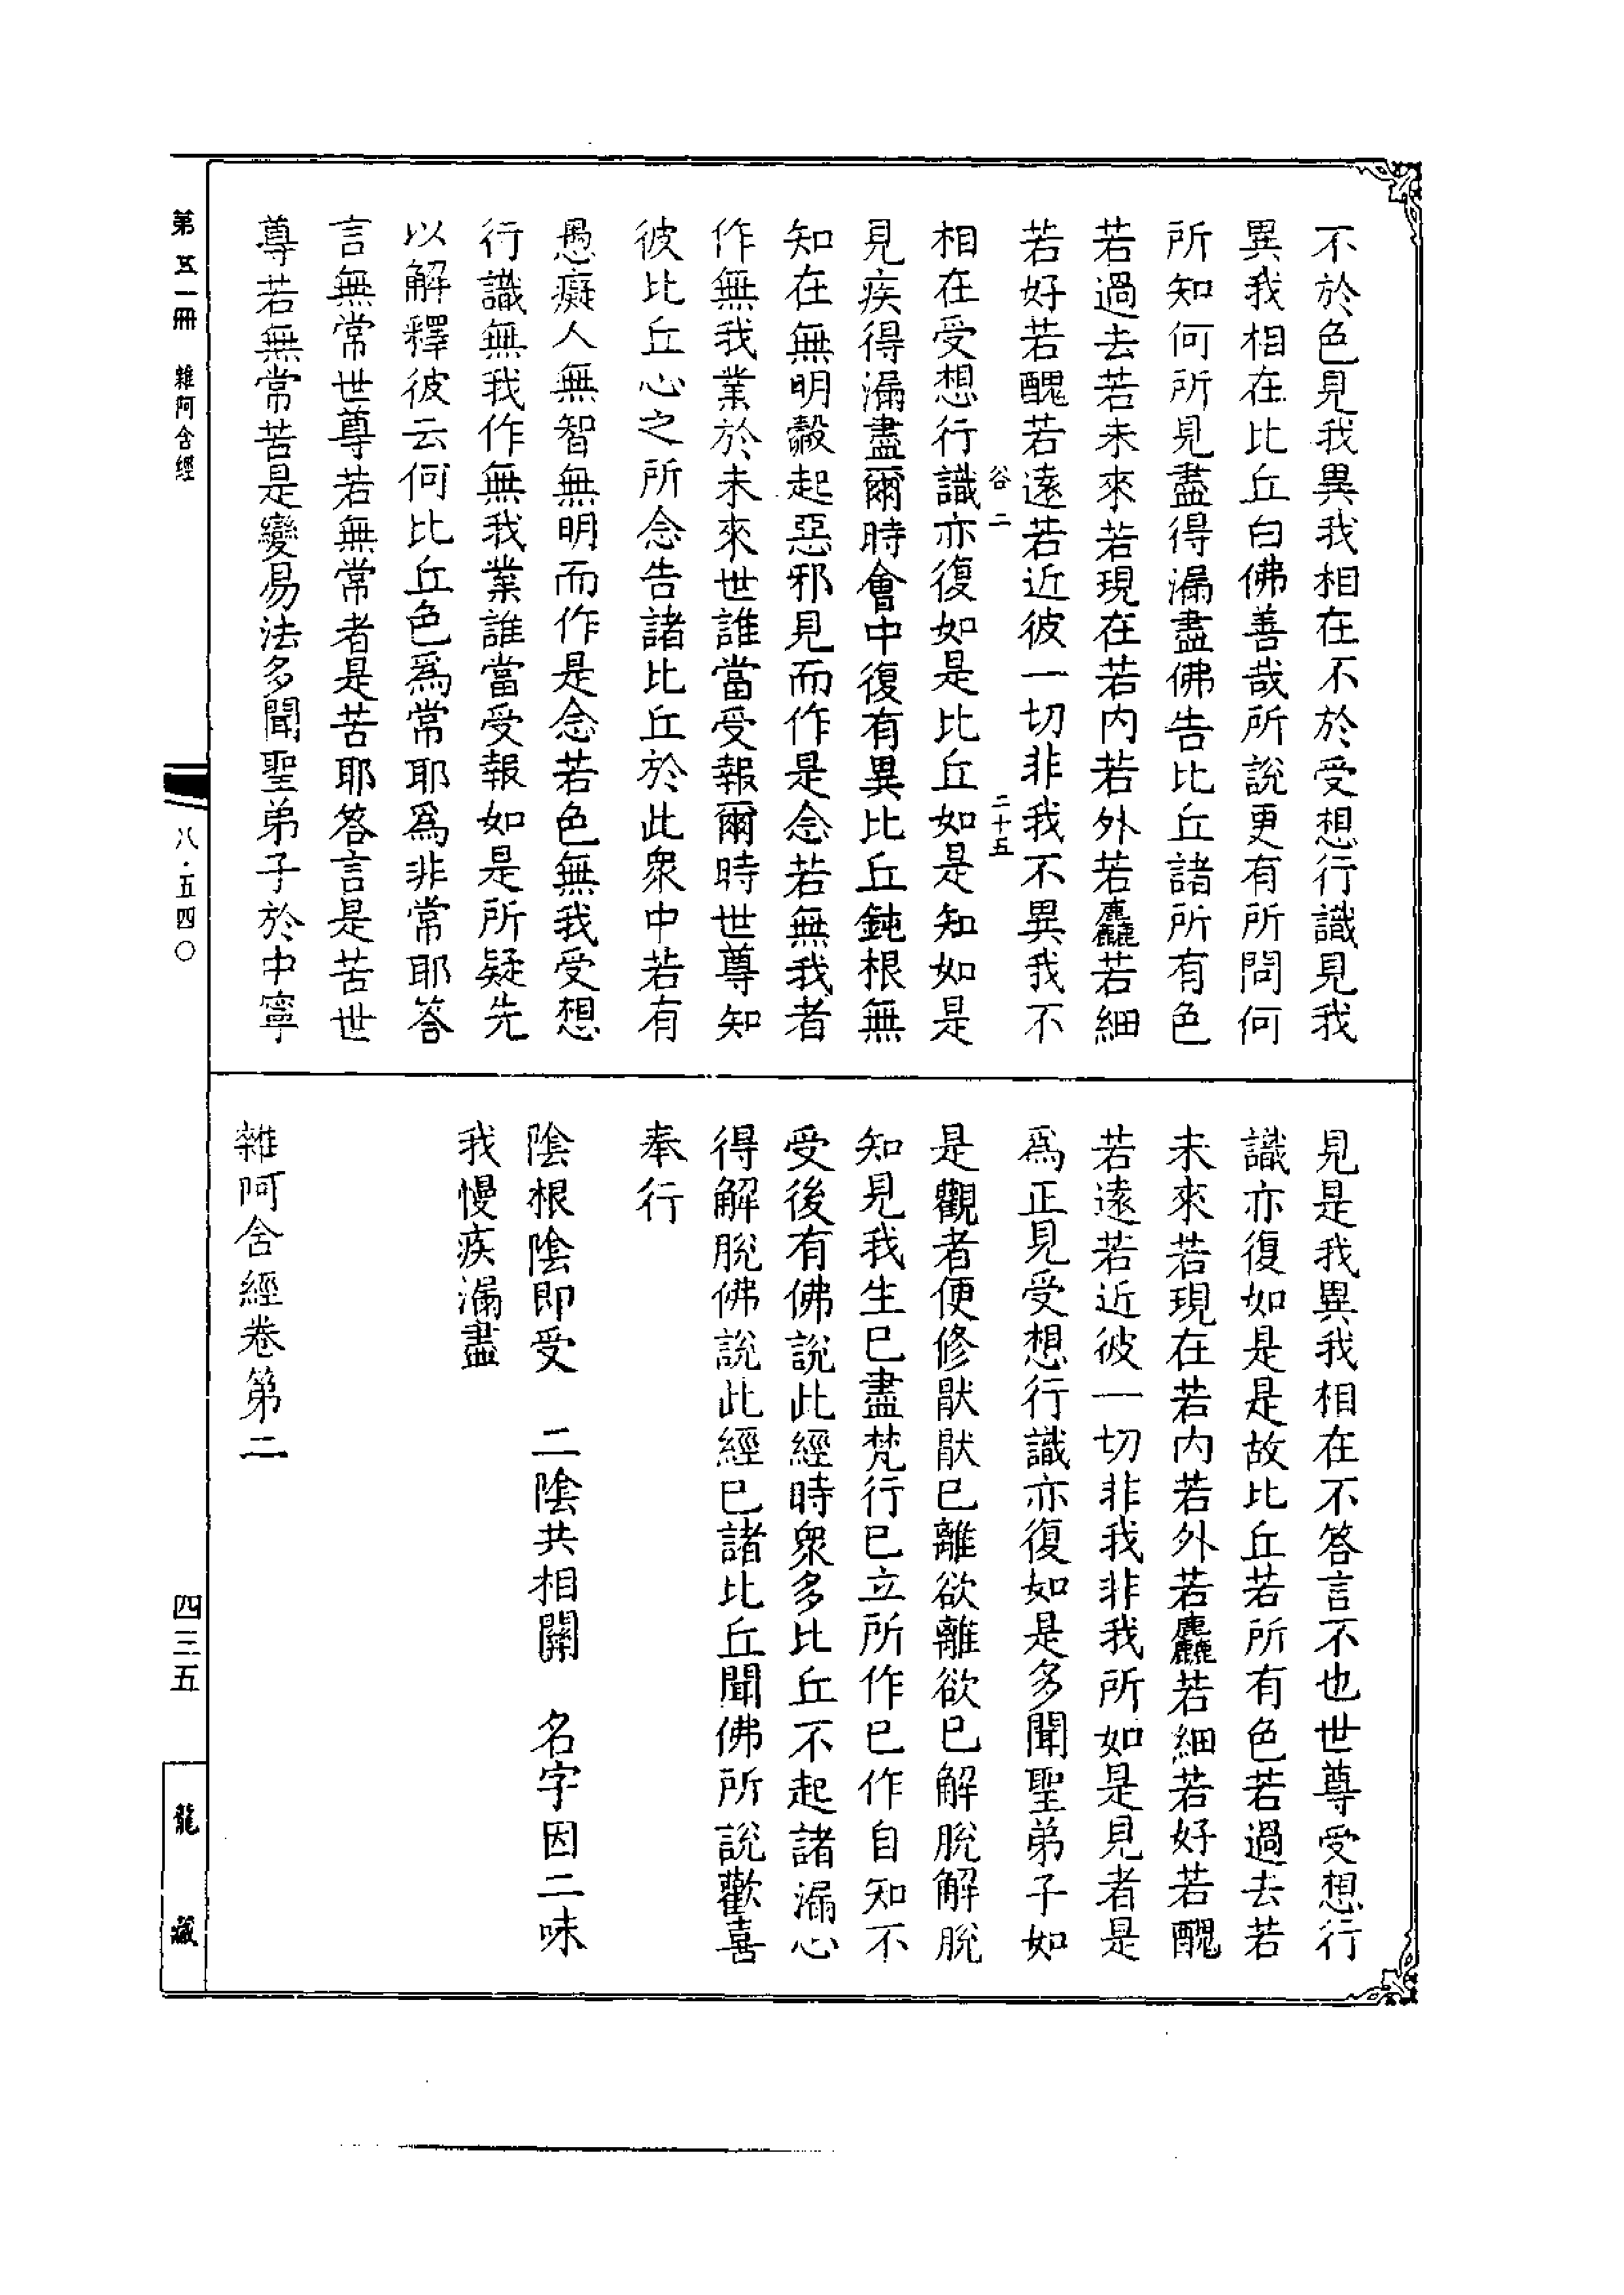 不於色見我異我相在不於受想行識見我
異我相在比丘白佛善哉所說更有所問何
所知何所見盡得漏盡佛告比丘諸所有色
若過去若未來若現在若內若外若麤若細
若好若醜若遠若近彼一切非我不異我不
谷二 二十五
相在受想行識亦復如是比丘如是知如是
見疾得漏盡爾時會中復有異比丘鈍根無
知在無明㲉起惡邪見而作是念若無我者
作無我業於未來世誰當受報爾時世尊知
彼比丘心之所念告諸比丘於此眾中若有
愚癡人無智無明而作是念若色無我受想
行識無我作無我業誰當受報如是所疑先
以解釋彼云何比丘色爲常耶爲非常耶答
言無常世尊若無常者是苦耶答言是苦世
尊若無常苦是變易法多聞聖弟子於中寧
見是我異我相在不答言不也世尊受想行
識亦復如是是故比丘若所有色若過去若
未來若現在若內若外若麤若細若好若醜
若遠若近彼一切非我非我所如是見者是
爲正見受想行識亦復如是多聞聖弟子如
是觀者便修猒猒已離欲離欲已解脫解脫
知見我生已盡梵行已立所作已作自知不
受後有佛說此經時眾多比丘不起諸漏心
得解脫佛說此經已諸比丘聞佛所說歡喜
奉行
陰根陰即受 二陰共相關 名字因二味
我慢疾漏盡
雜阿含經卷第二
第五一冊 雜阿含經
八·五四〇
四三五
龍藏